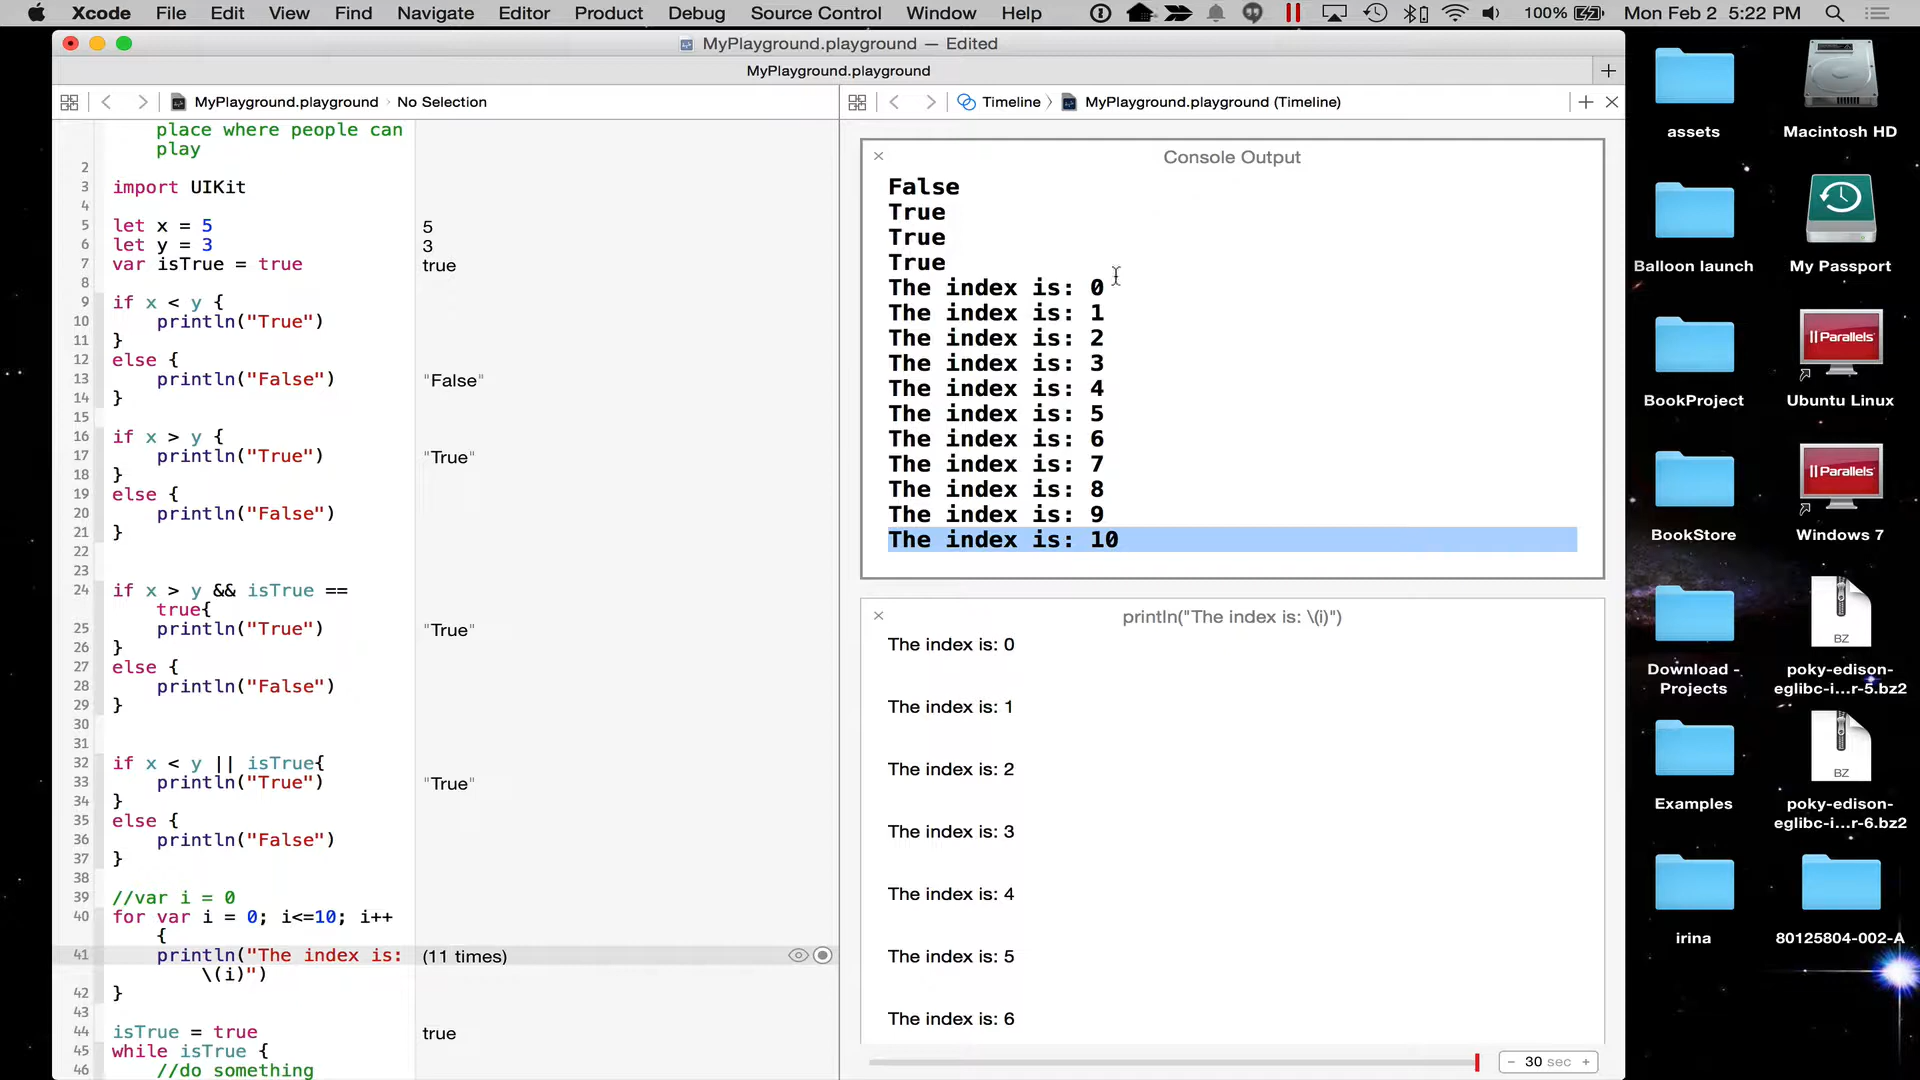 Xcode File Edit View Find Navigate Editor Product Debug Source Control Window Help 100% Mon Feb 2 5:22 PM
MyPlayground.playground — Edited
MyPlayground.playground
MyPlayground.playground › No Selection
place where people can
play
2
3 import UIKit
4
5 let x = 5
6 let y = 3
7 var isTrue = true
8
9 if x < y {
10 println("True")
11 }
12 else {
13 println("False")
14 }
15
16 if x > y {
17 println("True")
18 }
19 else {
20 println("False")
21 }
22
23
24 if x > y && isTrue ==
true{
25 println("True")
26 }
27 else {
28 println("False")
29 }
30
31
32 if x < y || isTrue{
33 println("True")
34 }
35 else {
36 println("False")
37 }
38
39 //var i = 0
40 for var i = 0; i<=10; i++
{
41 println("The index is:
\(i)")
42 }
43
44 isTrue = true
45 while isTrue {
46 //do something
5
3
true
"False"
"True"
"True"
"True"
(11 times)
true
Timeline › MyPlayground.playground (Timeline)
Console Output
False
True
True
True
The index is: 0
The index is: 1
The index is: 2
The index is: 3
The index is: 4
The index is: 5
The index is: 6
The index is: 7
The index is: 8
The index is: 9
The index is: 10
println("The index is: \(i)")
The index is: 0
The index is: 1
The index is: 2
The index is: 3
The index is: 4
The index is: 5
The index is: 6
- 30 sec +
assets
Macintosh HD
Balloon launch
My Passport
BookProject
|| Parallels
Ubuntu Linux
BookStore
|| Parallels
Windows 7
Download -
Projects
BZ
poky-edison-
eglibc-i...r-5.bz2
Examples
BZ
poky-edison-
eglibc-i...r-6.bz2
irina
80125804-002-A